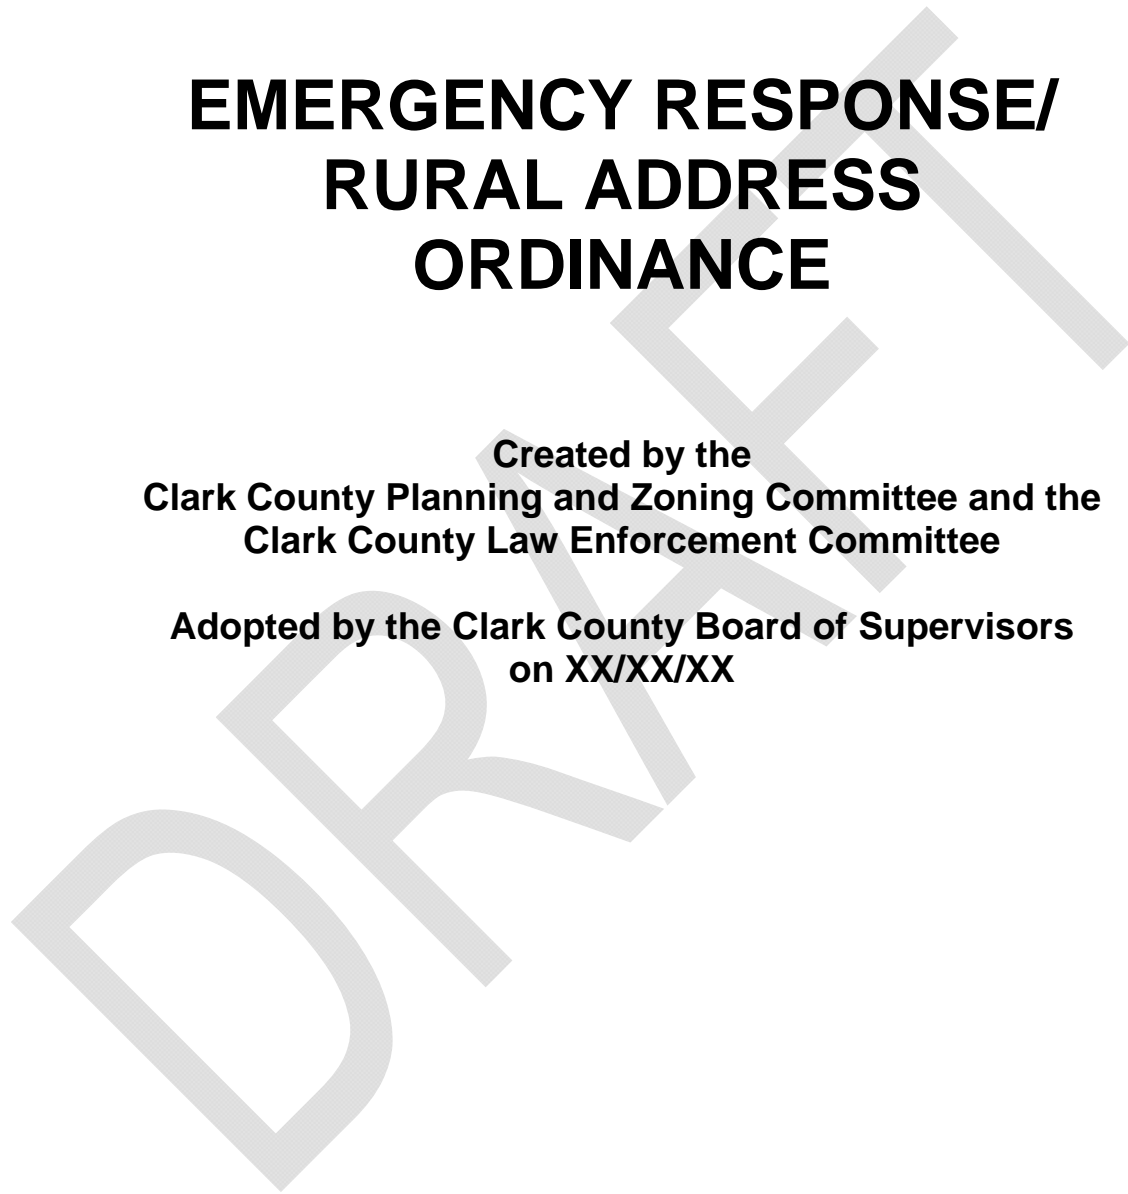 EMERGENCY RESPONSE/
RURAL ADDRESS
ORDINANCE
Created by the
Clark County Planning and Zoning Committee and the
Clark County Law Enforcement Committee
Adopted by the Clark County Board of Supervisors
on XX/XX/XX
DRAFT